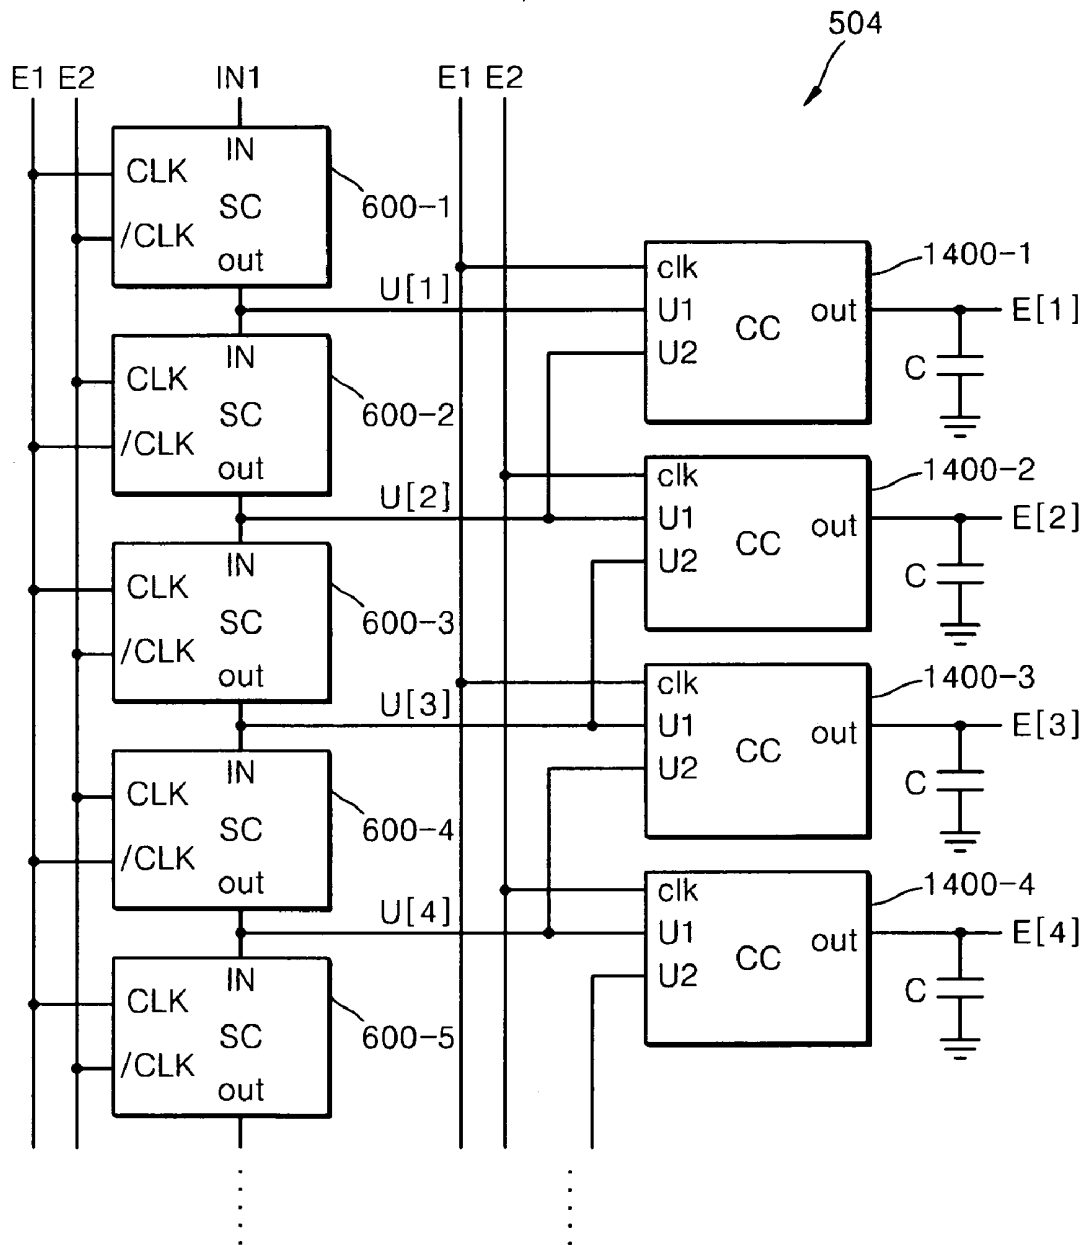 504
E1 E2 IN1 E1 E2
IN
CLK
SC
/CLK
out
600-1
U[1]
clk
U1
U2
CC
out
1400-1
E[1]
C
IN
CLK
SC
/CLK
out
600-2
U[2]
clk
U1
U2
CC
out
1400-2
E[2]
C
IN
CLK
SC
/CLK
out
600-3
U[3]
clk
U1
U2
CC
out
1400-3
E[3]
C
IN
CLK
SC
/CLK
out
600-4
U[4]
clk
U1
U2
CC
out
1400-4
E[4]
C
IN
CLK
SC
/CLK
out
600-5